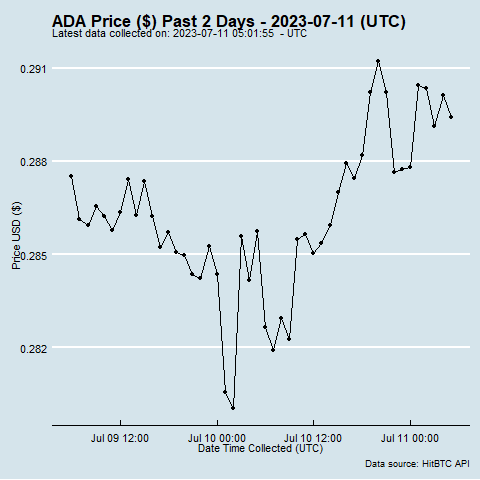 ADA Price ($) Past 2 Days - 2023-07-11 (UTC)
Latest data collected on: 2023-07-11 05:01:55  - UTC
0.291
0.288
0.285
0.282
Price USD ($)
Jul 09 12:00
Jul 10 00:00
Jul 10 12:00
Jul 11 00:00
Date Time Collected (UTC)
Data source: HitBTC API